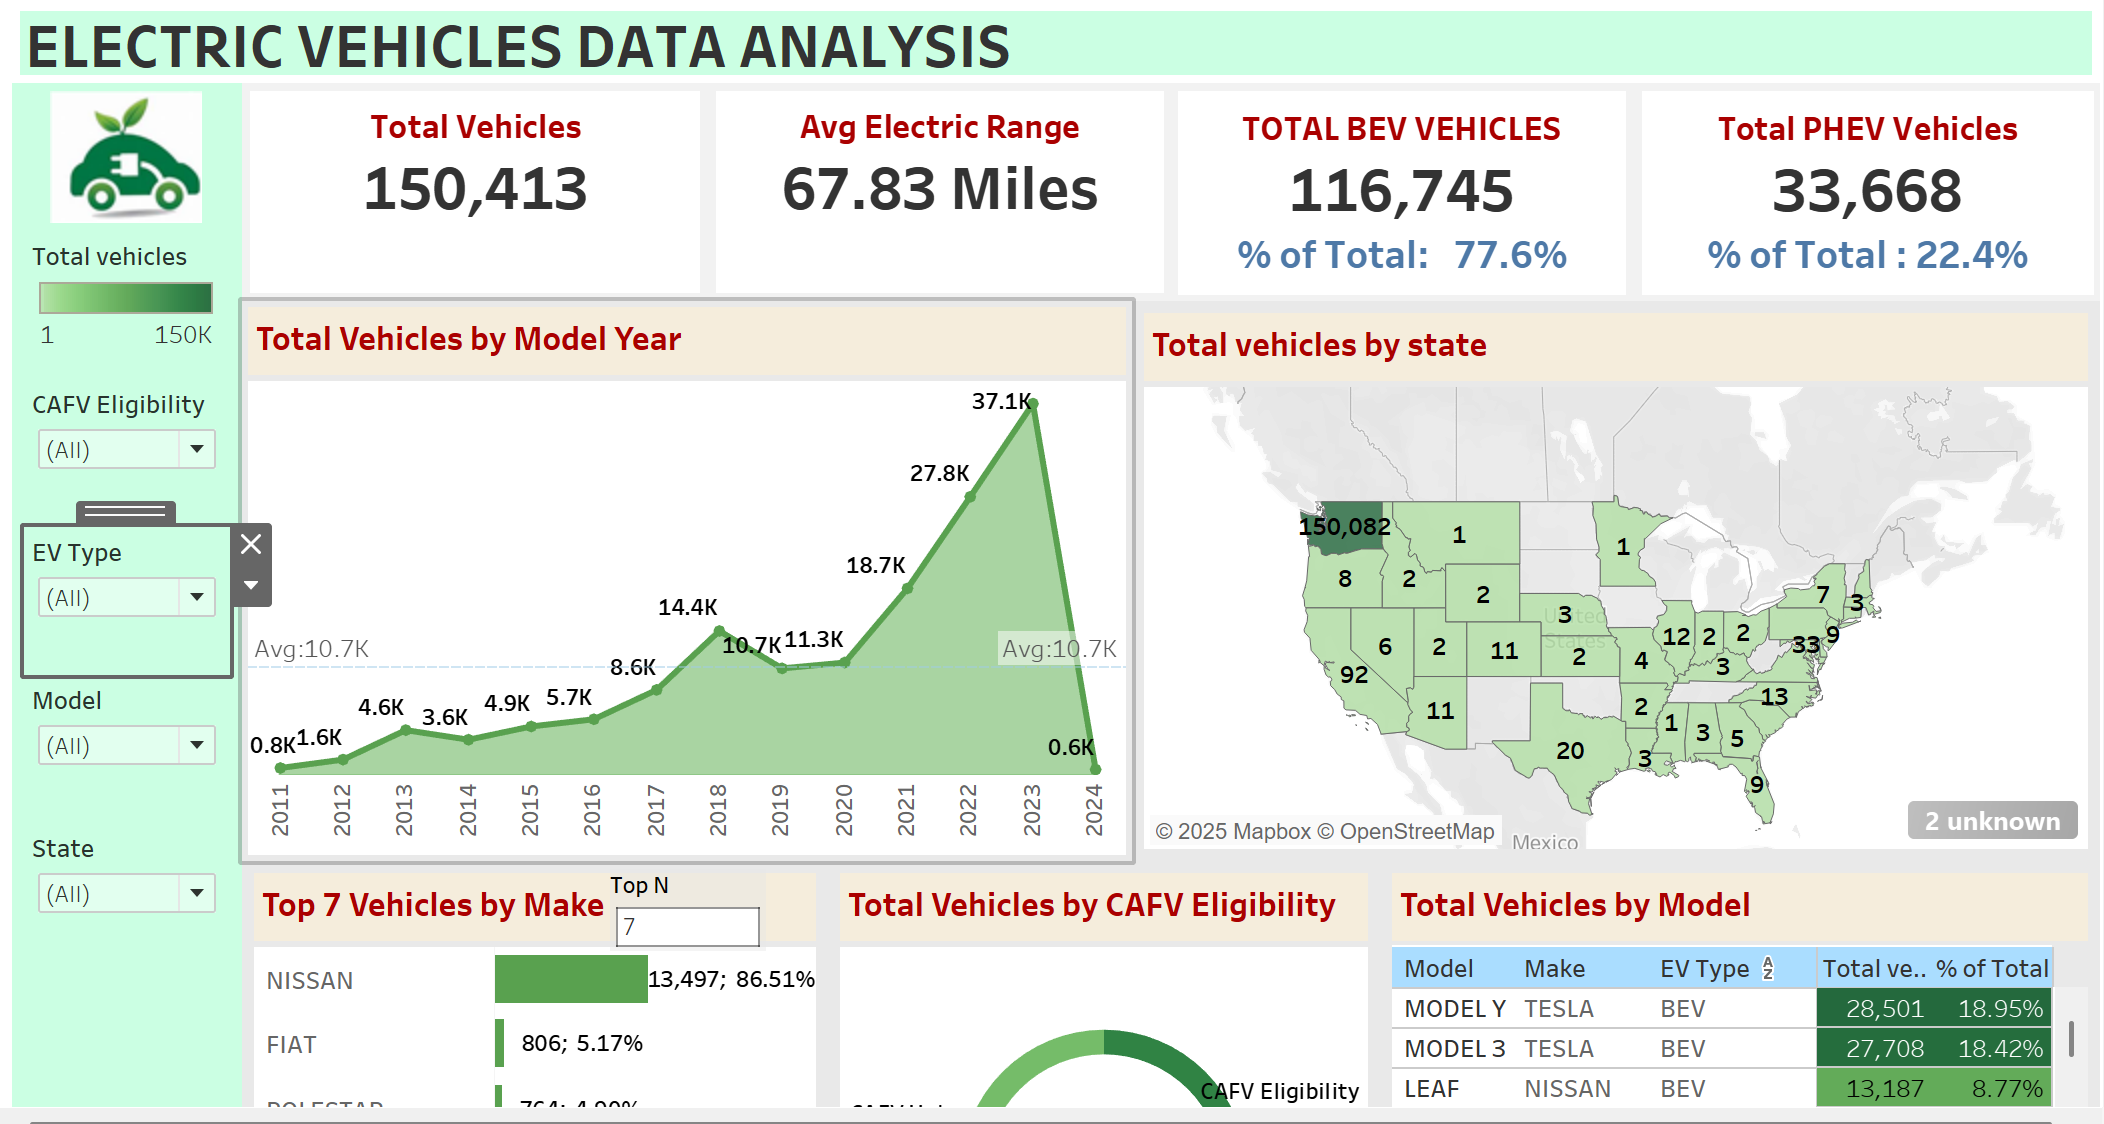 ELECTRIC VEHICLES DATA ANALYSIS
Total vehicles
1 150K
CAFV Eligibility
(All)
EV Type
(All)
Model
(All)
State
(All)
Total Vehicles
150,413
Avg Electric Range
67.83 Miles
TOTAL BEV VEHICLES
116,745
% of Total: 77.6%
Total PHEV Vehicles
33,668
% of Total : 22.4%
Total Vehicles by Model Year
37.1K
27.8K
18.7K
14.4K
10.7K 11.3K
Avg:10.7K Avg:10.7K
8.6K
4.6K 3.6K 4.9K 5.7K
0.8K 1.6K 0.6K
2011 2012 2013 2014 2015 2016 2017 2018 2019 2020 2021 2022 2023 2024
Total vehicles by state
150,082 1 1
8 2 2 7 3
3 United
States
6 2 11 2 4 12 2 2 33 9
92 3
11 2 13
20 3 1 3 5
9
© 2025 Mapbox © OpenStreetMap
Mexico
2 unknown
Top 7 Vehicles by Make
Top N
7
NISSAN 13,497; 86.51%
FIAT 806; 5.17%
POLESTAR 764; 4.90%
Total Vehicles by CAFV Eligibility
CAFV Eligibility
Total Vehicles by Model
Model Make EV Type Total ve.. % of Total
MODEL Y TESLA BEV 28,501 18.95%
MODEL 3 TESLA BEV 27,708 18.42%
LEAF NISSAN BEV 13,187 8.77%